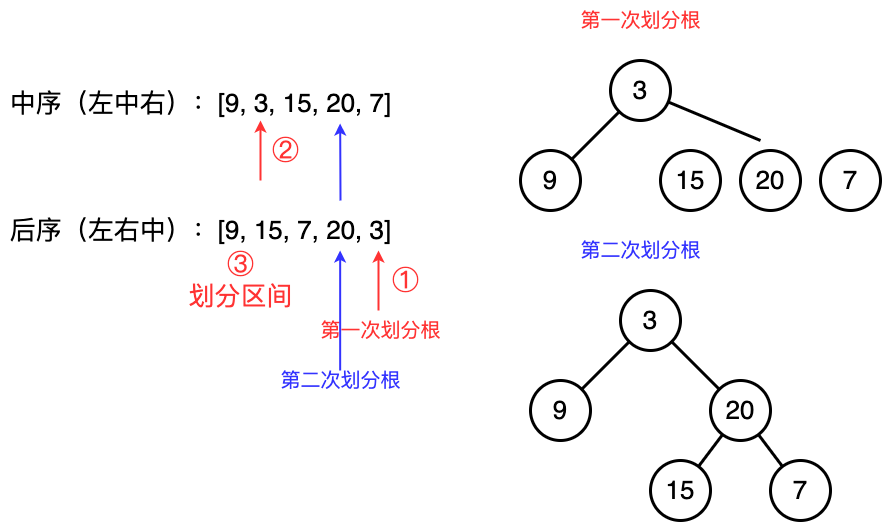 第一次划分根
中序（左中右）：[9, 3, 15, 20, 7]
②
后序（左右中）：[9, 15, 7, 20, 3]
③
划分区间
①
第一次划分根
第二次划分根
3
9
15
20
7
第二次划分根
3
9
20
15
7